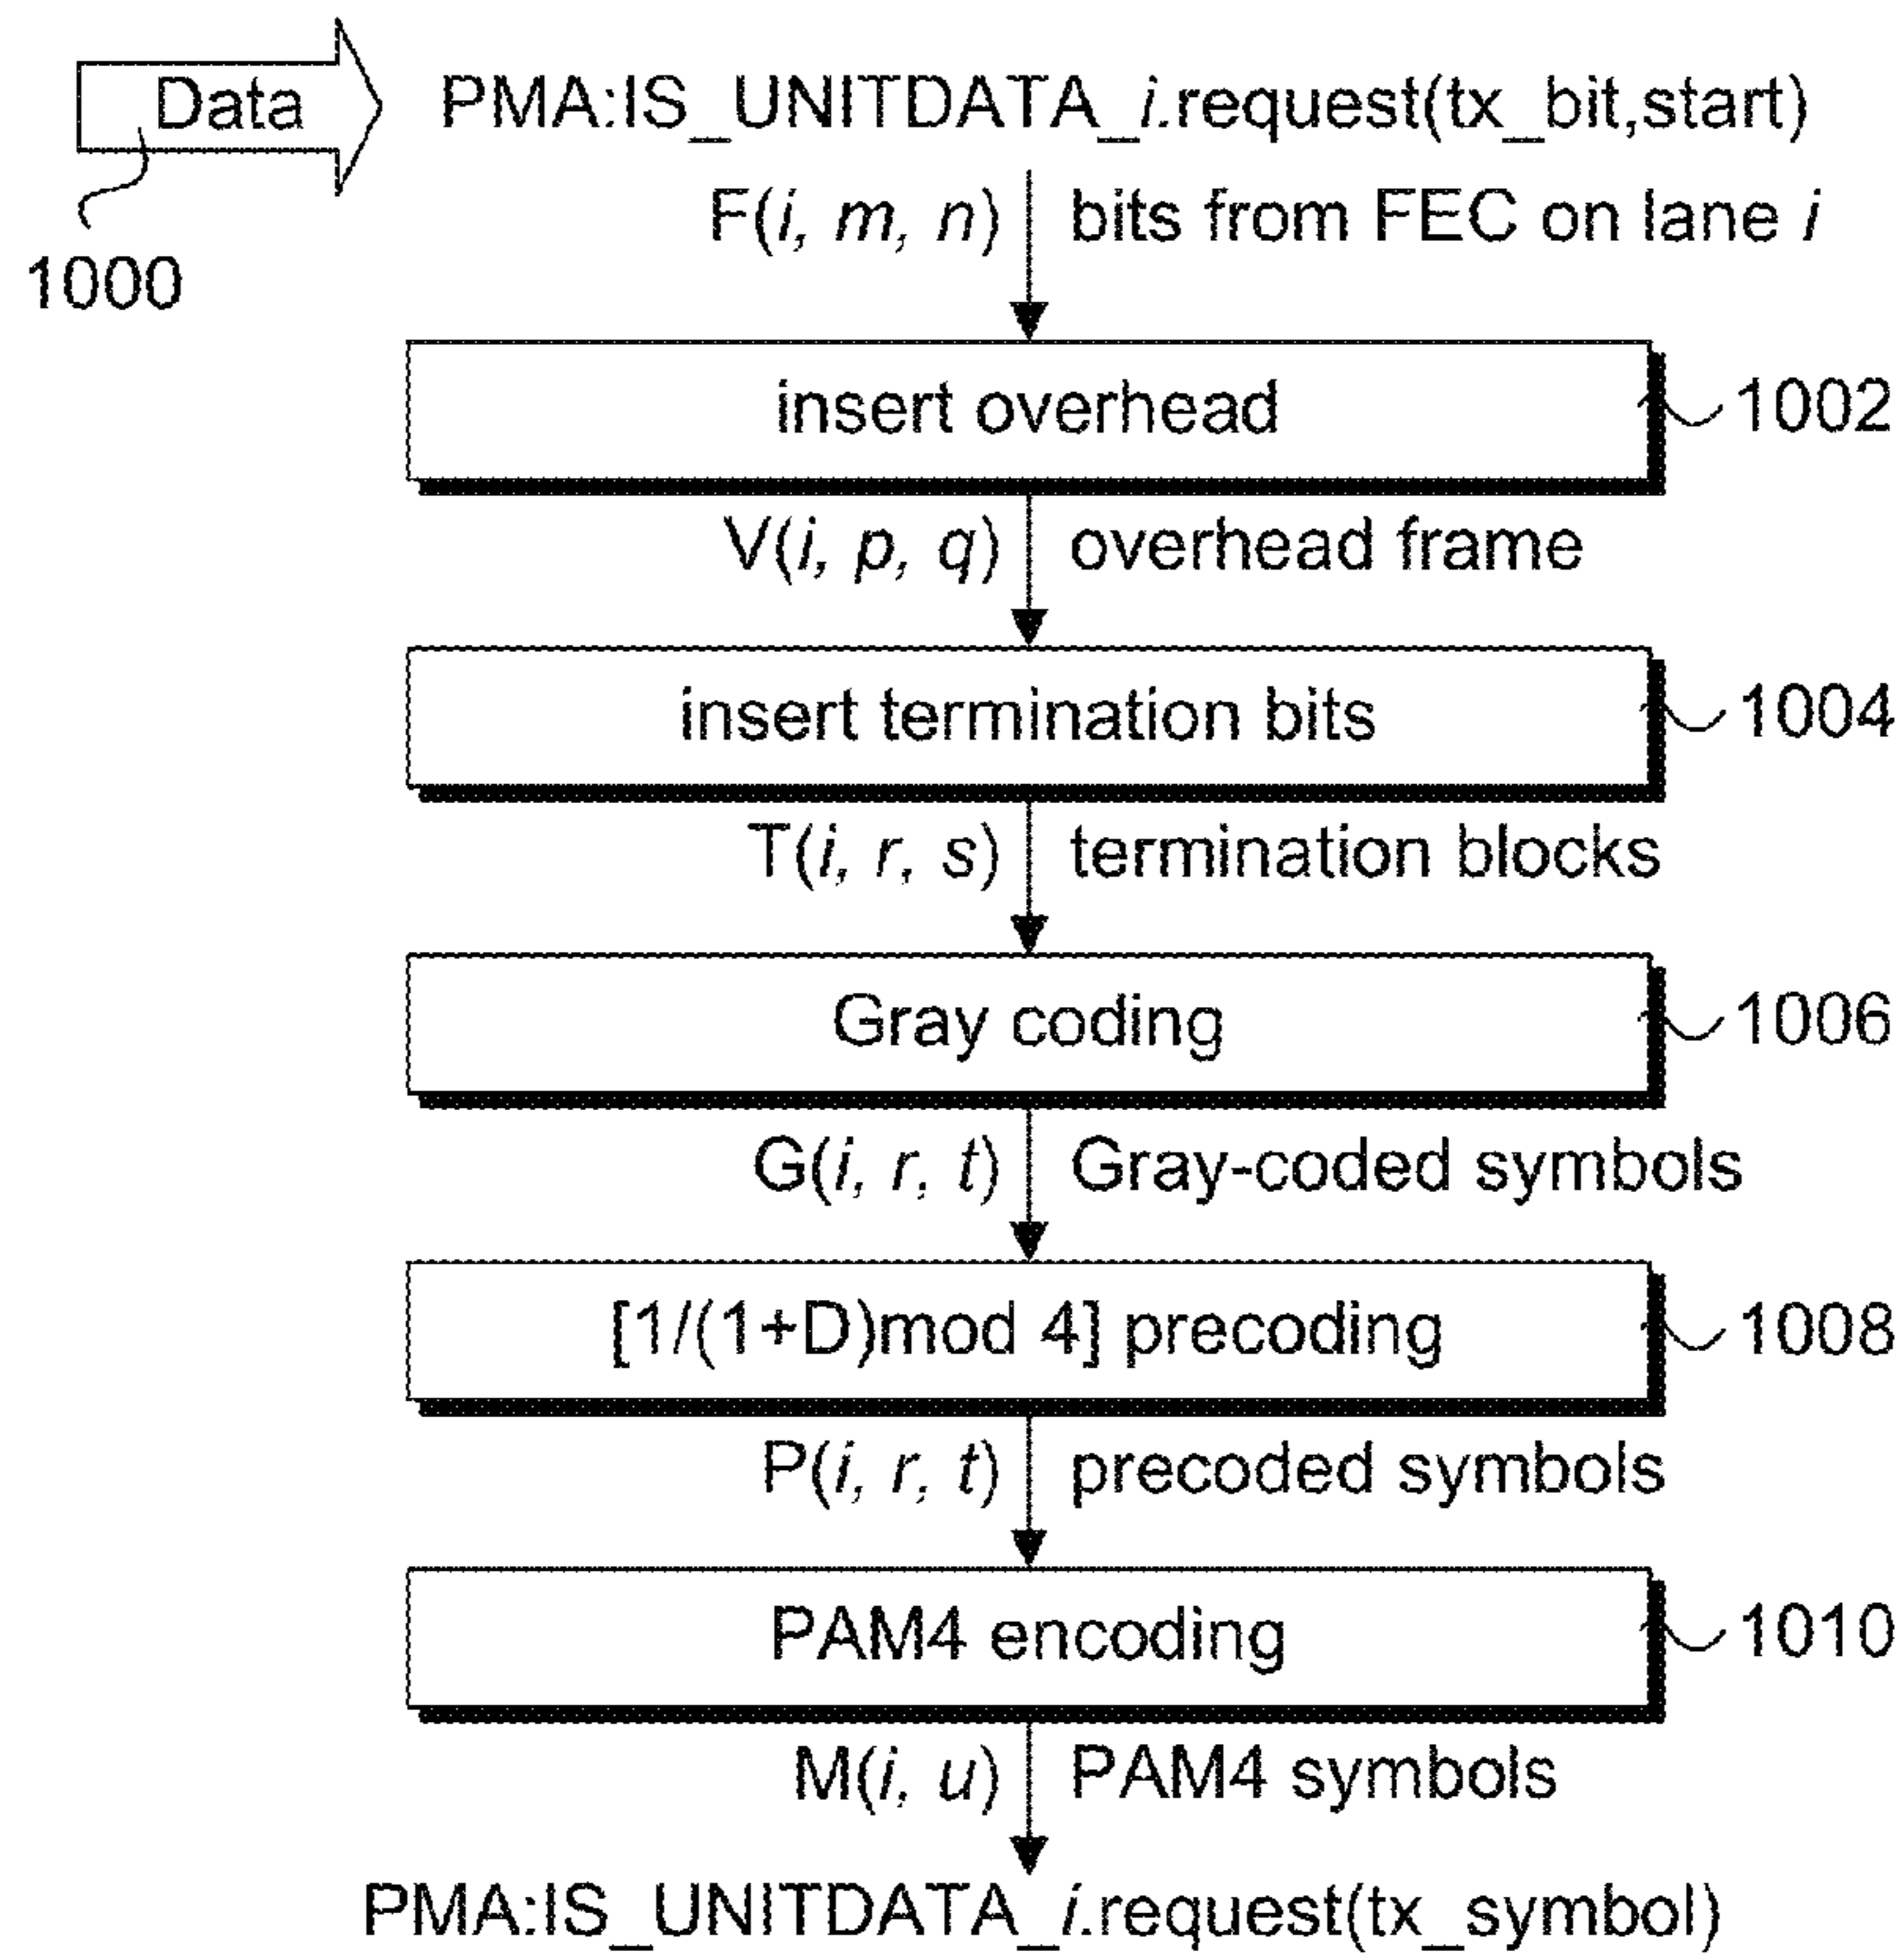 Data
PMA:IS_UNITDATA_i.request(tx_bit,start)
1000
F(i, m, n) bits from FEC on lane i
insert overhead
1002
V(i, p, q) overhead frame
insert termination bits
1004
T(i, r, s) termination blocks
Gray coding
1006
G(i, r, t) Gray-coded symbols
[1/(1+D)mod 4] precoding
1008
P(i, r, t) precoded symbols
PAM4 encoding
1010
M(i, u) PAM4 symbols
PMA:IS_UNITDATA_i.request(tx_symbol)